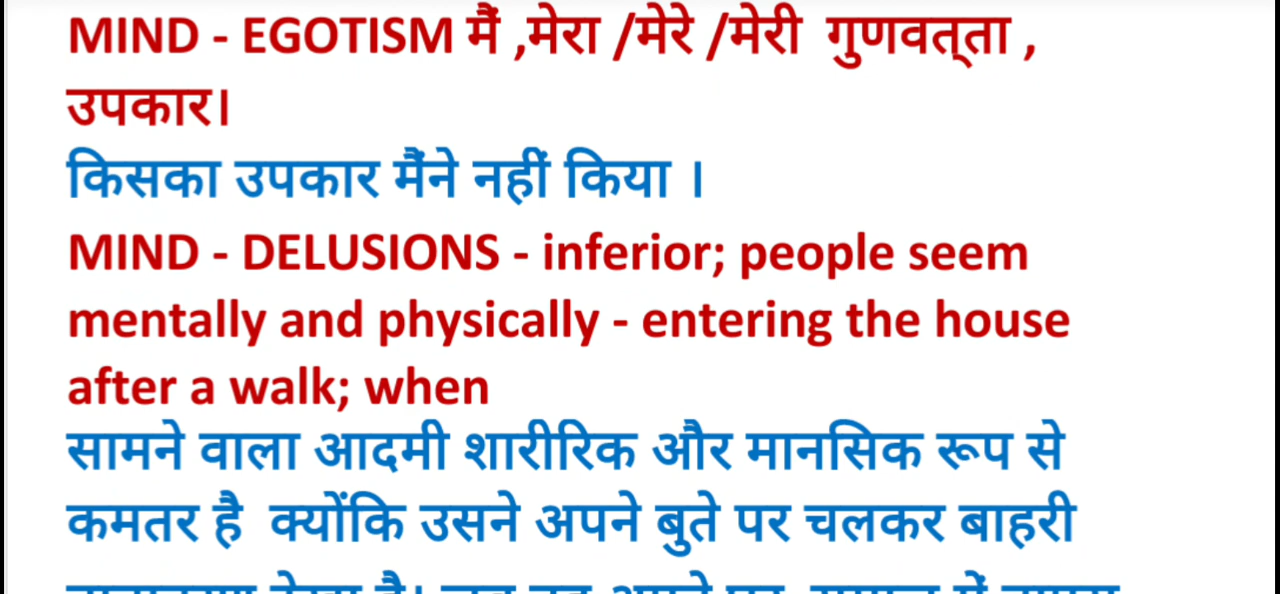 MIND - EGOTISM मैं ,मेरा /मेरे /मेरी गुणवत्ता ,
उपकार।
किसका उपकार मैंने नहीं किया ।
MIND - DELUSIONS - inferior; people seem
mentally and physically - entering the house
after a walk; when
सामने वाला आदमी शारीरिक और मानसिक रूप से
कमतर है क्योंकि उसने अपने बुते पर चलकर बाहरी